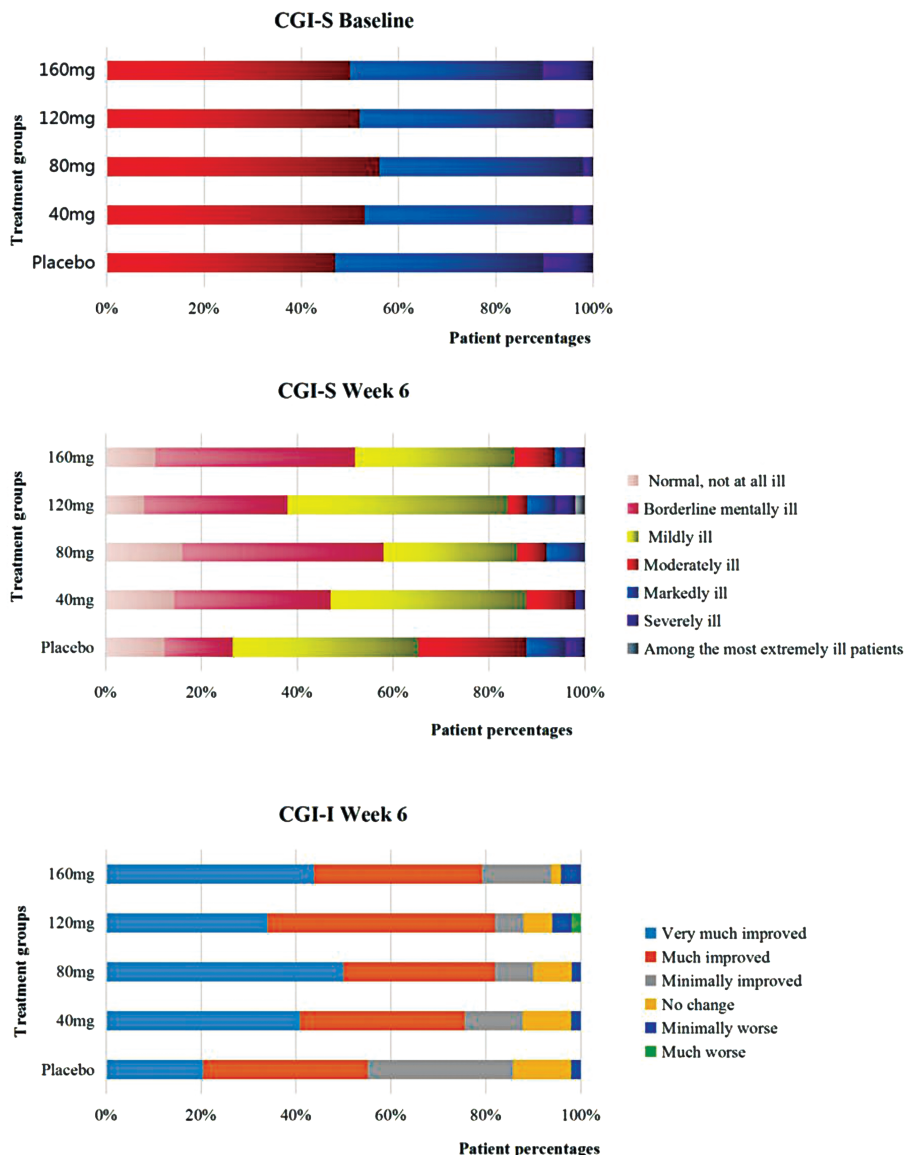 CGI-S Baseline
Treatment groups
160mg
120mg
80mg
40mg
Placebo
0% 20% 40% 60% 80% 100%
Patient percentages
CGI-S Week 6
Treatment groups
160mg
120mg
80mg
40mg
Placebo
0% 20% 40% 60% 80% 100%
Patient percentages
Normal, not at all ill
Borderline mentally ill
Mildly ill
Moderately ill
Markedly ill
Severely ill
Among the most extremely ill patients
CGI-I Week 6
Treatment groups
160mg
120mg
80mg
40mg
Placebo
0% 20% 40% 60% 80% 100%
Patient percentages
Very much improved
Much improved
Minimally improved
No change
Minimally worse
Much worse